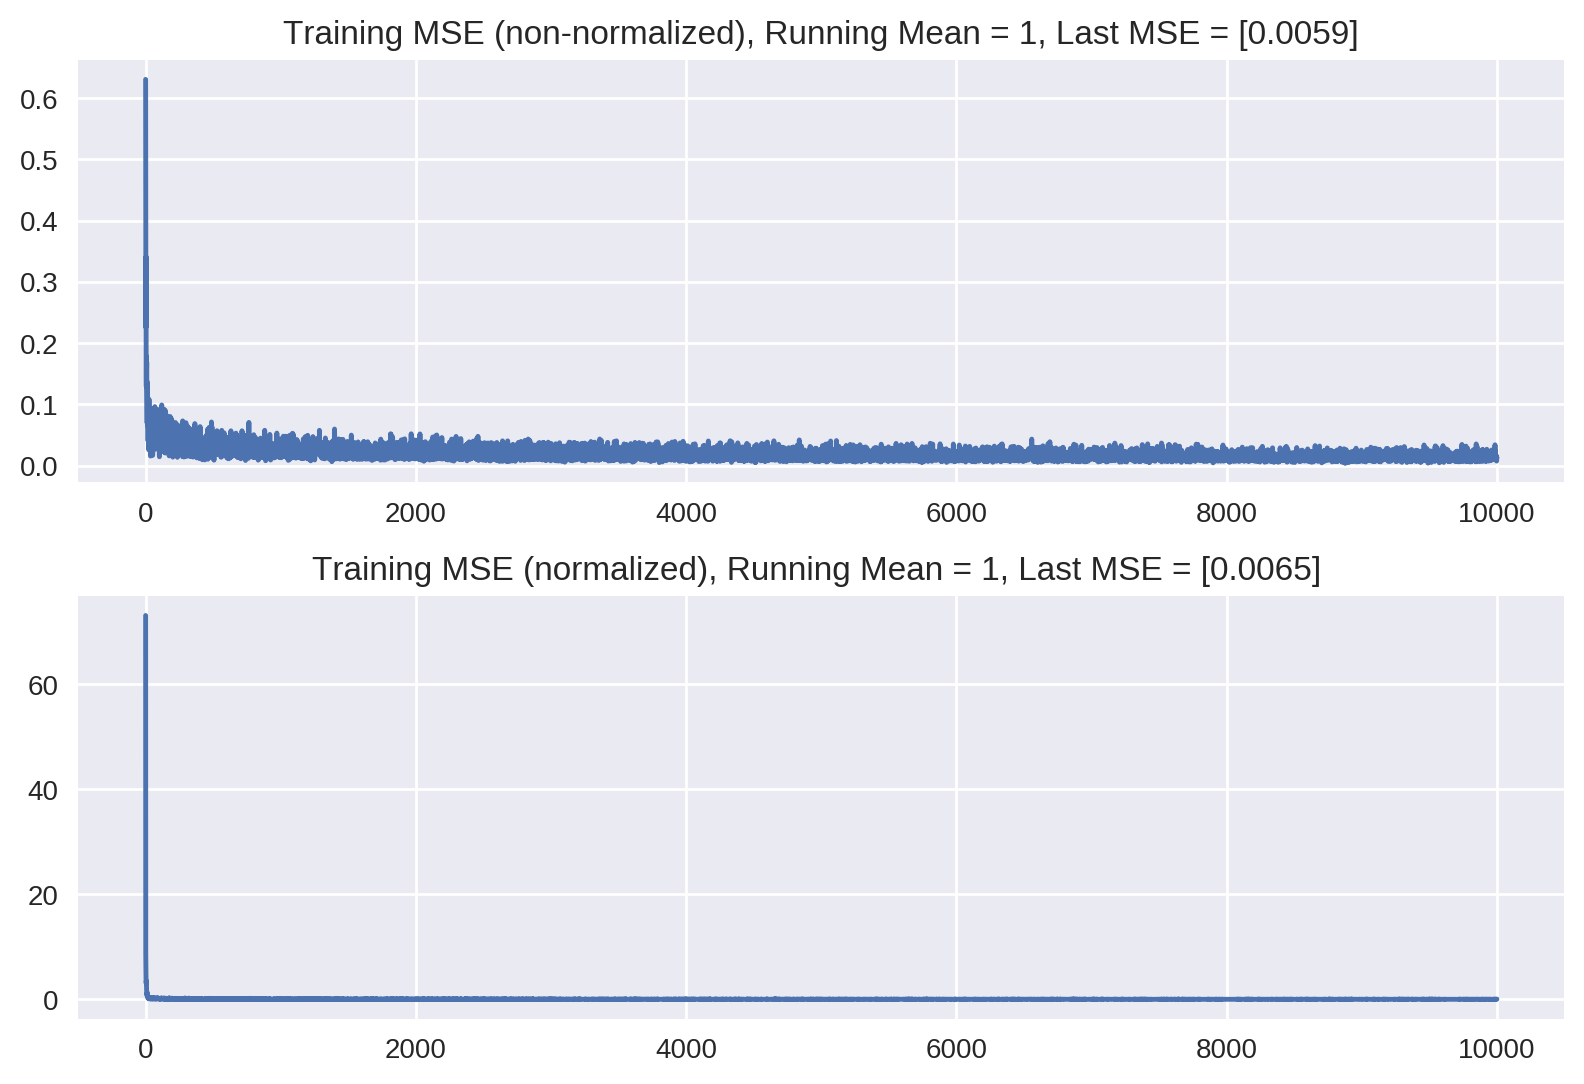 Training MSE (non-normalized), Running Mean = 1, Last MSE = [0.0059]
0.6
0.5
0.4
0.3
0.2
0.1
0.0
0 2000 4000 6000 8000 10000
Training MSE (normalized), Running Mean = 1, Last MSE = [0.0065]
60
40
20
0
0 2000 4000 6000 8000 10000